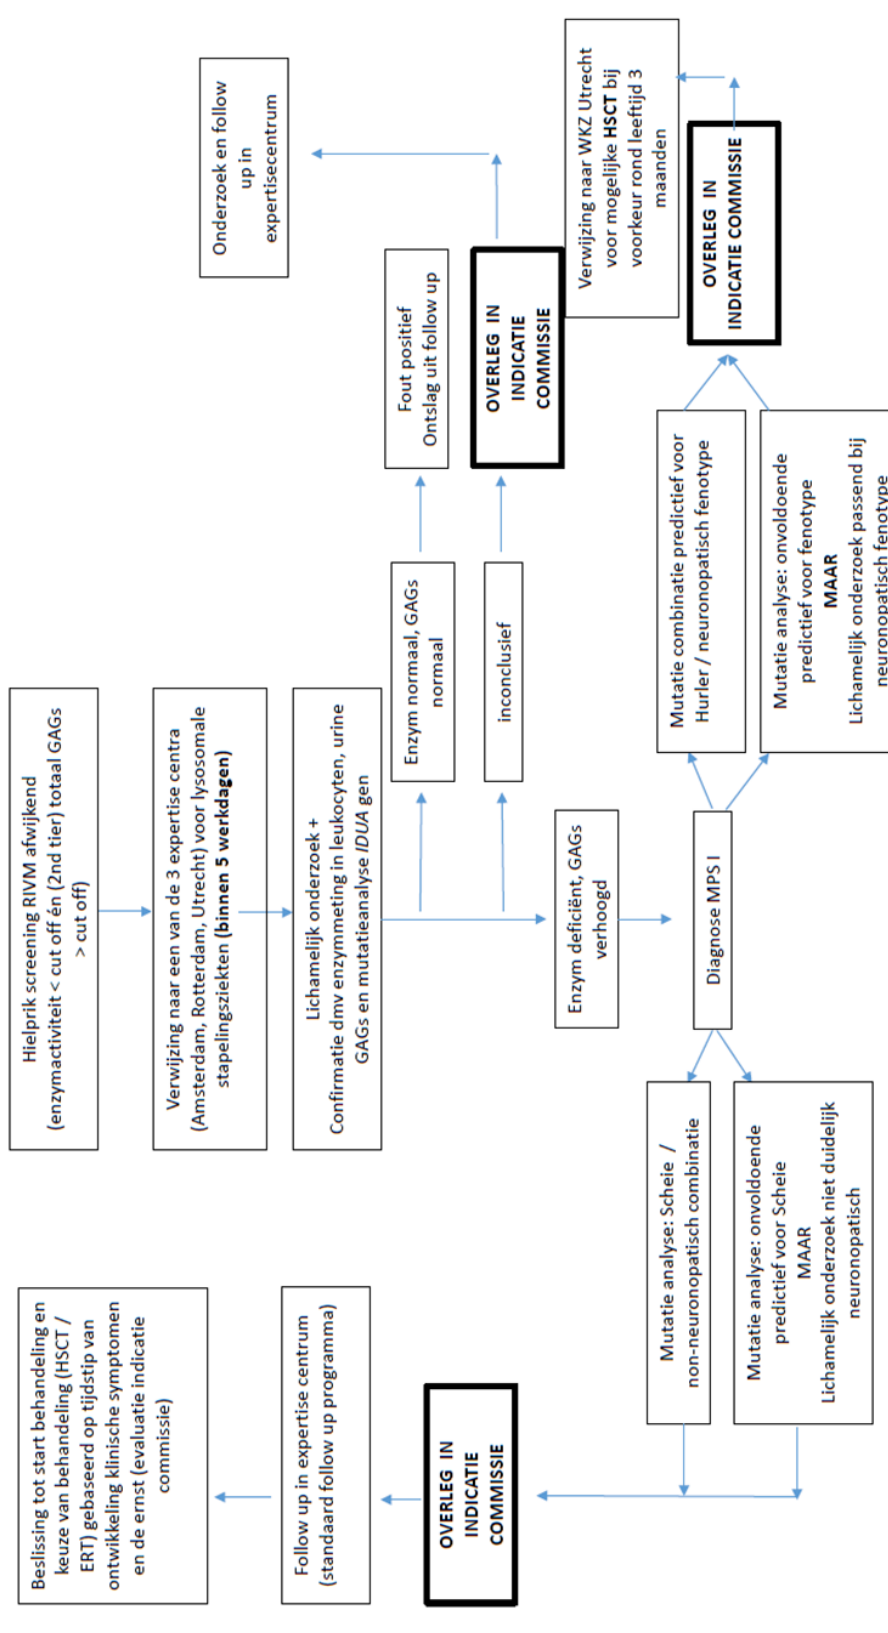 Hielprik screening RIVM afwijkend
(enzymactiviteit < cut off én (2nd tier) totaal GAGs
> cut off)
Verwijzing naar een van de 3 expertise centra
(Amsterdam, Rotterdam, Utrecht) voor lysosomale
stapelingsziekten (binnen 5 werkdagen)
Lichamelijk onderzoek +
Confirmatie dmv enzymmeting in leukocyten, urine
GAGs en mutatieanalyse IDUA gen
Enzym normaal, GAGs
normaal
Fout positief
Ontslag uit follow up
inconclusief
OVERLEG IN
INDICATIE
COMMISSIE
Onderzoek en follow
up in
expertisecentrum
Enzym deficiënt, GAGs
verhoogd
Diagnose MPS I
Mutatie combinatie predictief voor
Hurler / neuronopatisch fenotype
Mutatie analyse: onvoldoende
predictief voor fenotype
MAAR
Lichamelijk onderzoek passend bij
neuronopatisch fenotype
OVERLEG IN
INDICATIE COMMISSIE
Verwijzing naar WKZ Utrecht
voor mogelijke HSCT bij
voorkeur rond leeftijd 3
maanden
Mutatie analyse: Scheie /
non-neuronopatisch combinatie
Mutatie analyse: onvoldoende
predictief voor Scheie
MAAR
Lichamelijk onderzoek niet duidelijk
neuronopatisch
OVERLEG IN
INDICATIE
COMMISSIE
Follow up in expertise centrum
(standaard follow up programma)
Beslissing tot start behandeling en
keuze van behandeling (HSCT /
ERT) gebaseerd op tijdstip van
ontwikkeling klinische symptomen
en de ernst (evaluatie indicatie
commissie)